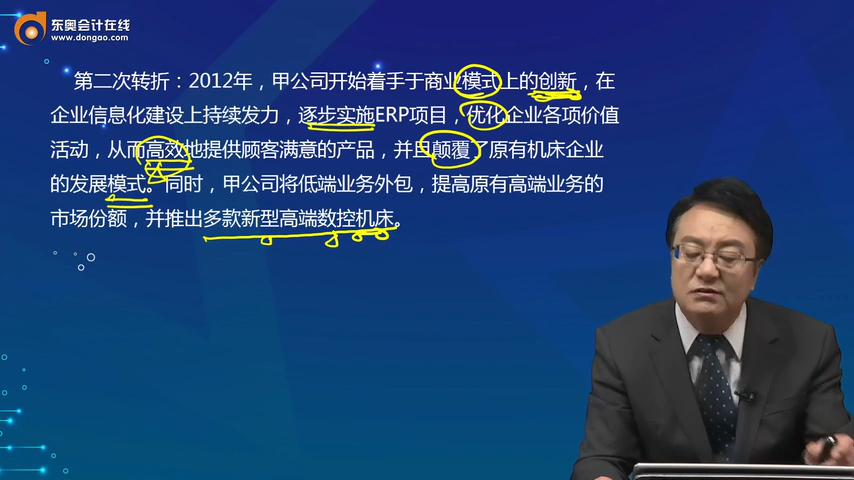 东奥会计在线
www.dongao.com
第二次转折：2012年，甲公司开始着手于商业模式上的创新，在
企业信息化建设上持续发力，逐步实施ERP项目，优化企业各项价值
活动，从而高效地提供顾客满意的产品，并且颠覆了原有机床企业
的发展模式。同时，甲公司将低端业务外包，提高原有高端业务的
市场份额，并推出多款新型高端数控机床。